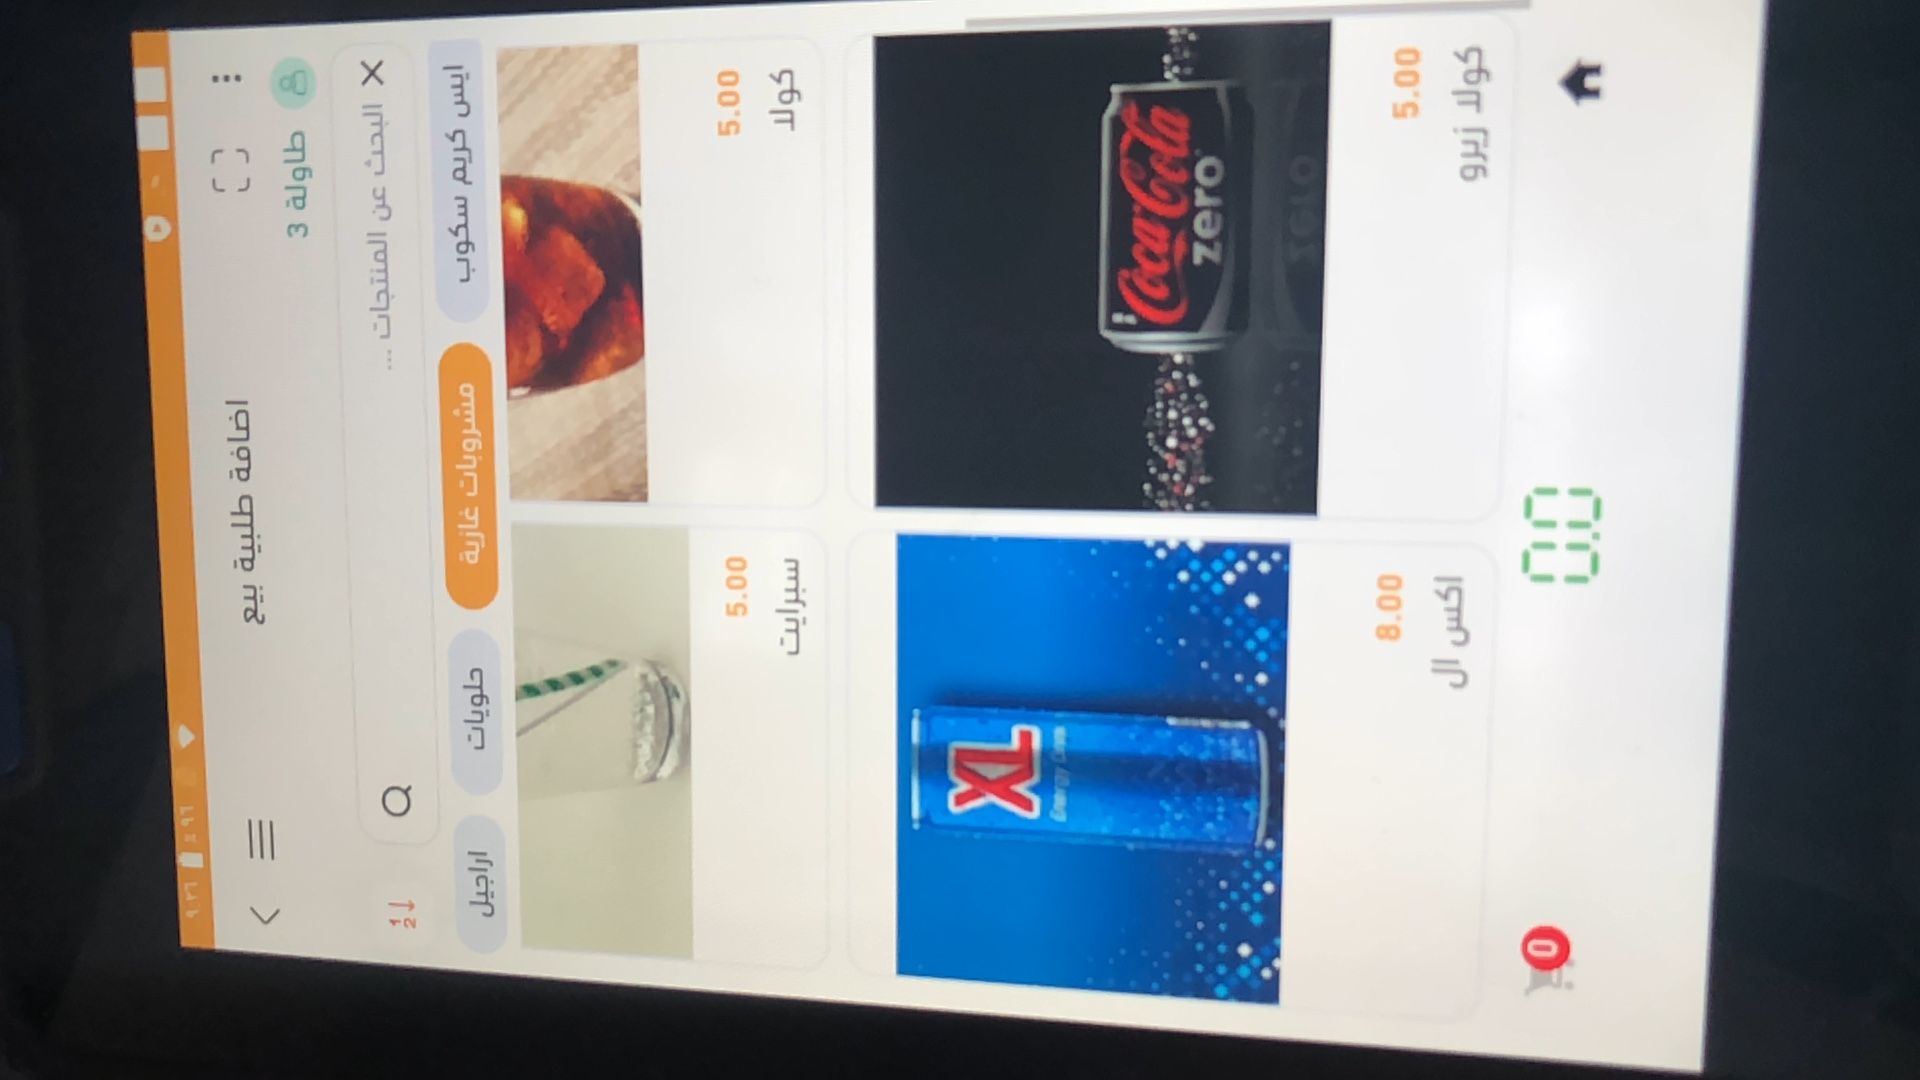 ٩:٢٦ ٪ ٩٦
اضافة طلبية بيع
طاولة 3
البحث عن المنتجات ...
ايس كريم سكوب مشروبات غازية حلويات اراجيل
5.00 5.00
كولا سبرايت
XL
Energy Drink
Coca-Cola
zero
5.00 8.00
كولا زيرو اكس ال
0.0 0